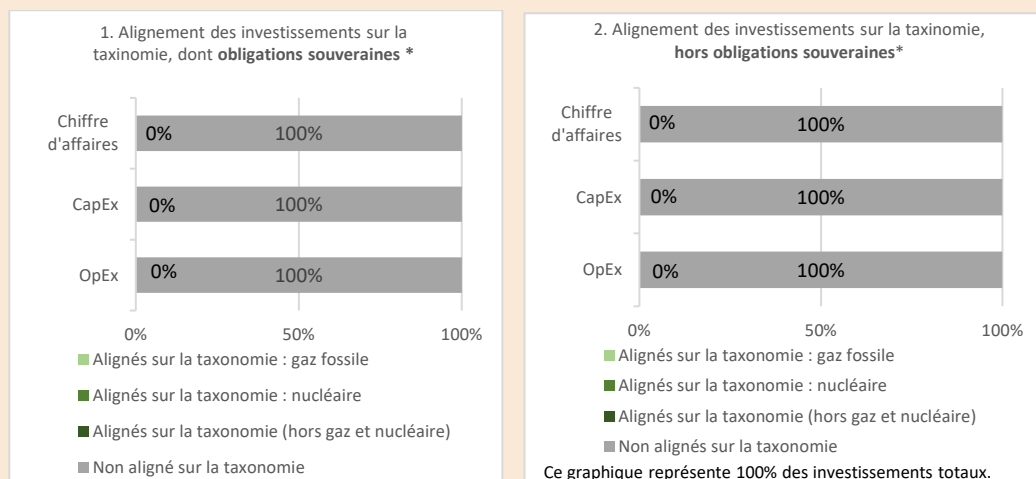 1. Alignement des investissements sur la
taxinomie, dont obligations souveraines *
Chiffre
d'affaires
0%
100%
CapEx
0%
100%
OpEx
0%
100%
0%
50%
100%
Alignés sur la taxonomie : gaz fossile
Alignés sur la taxonomie : nucléaire
Alignés sur la taxonomie (hors gaz et nucléaire)
Non aligné sur la taxonomie
2. Alignement des investissements sur la taxinomie,
hors obligations souveraines*
Chiffre
d'affaires
0%
100%
CapEx
0%
100%
OpEx
0%
100%
0%
50%
100%
Alignés sur la taxonomie : gaz fossile
Alignés sur la taxonomie : nucléaire
Alignés sur la taxonomie (hors gaz et nucléaire)
Non alignés sur la taxonomie
Ce graphique représente 100% des investissements totaux.